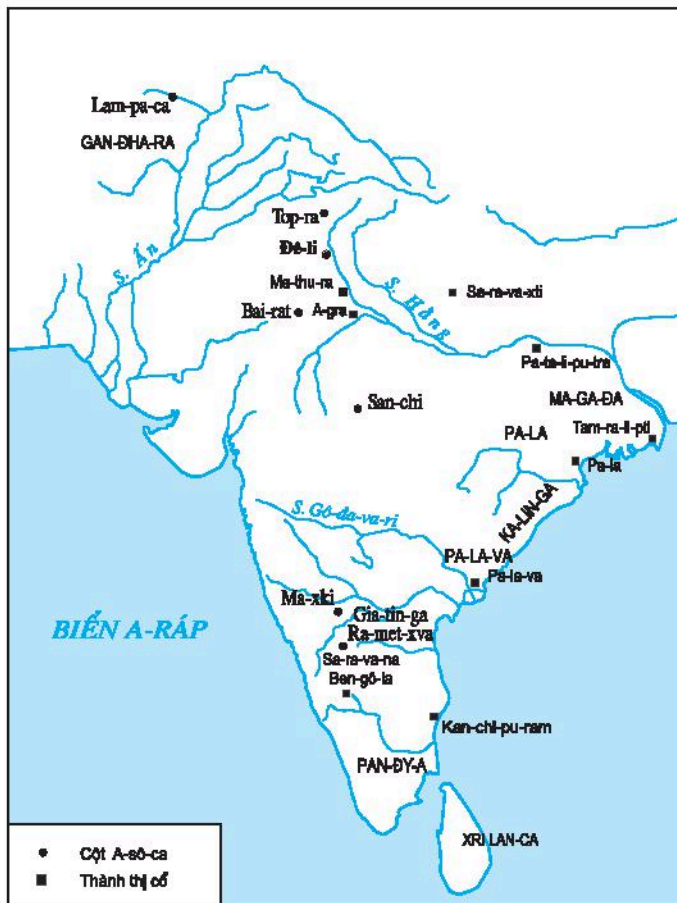 Lam-pa-ca
GAN-ĐHA-RA
Top-ra
Đê-li
S. Ấn
Ma-thu-ra
S. Hằng
Sa-ra-va-xti
Bai-rat
A-gra
Pa-ta-li-pu-tra
San-chi
MA-GA-ĐA
PA-LA
Tam-ra-li-pti
Pa-la
KA-LIN-GA
S. Gô-đa-va-ri
PA-LA-VA
Pa-la-va
Ma-xki
Gia-tin-ga
Ra-met-xva
BIỂN A-RÁP
Sa-ra-va-na
Ben-gô-la
Kan-chi-pu-ram
PAN-ĐY-A
XRI LAN-CA
Cột A-sô-ca
Thành thị cổ